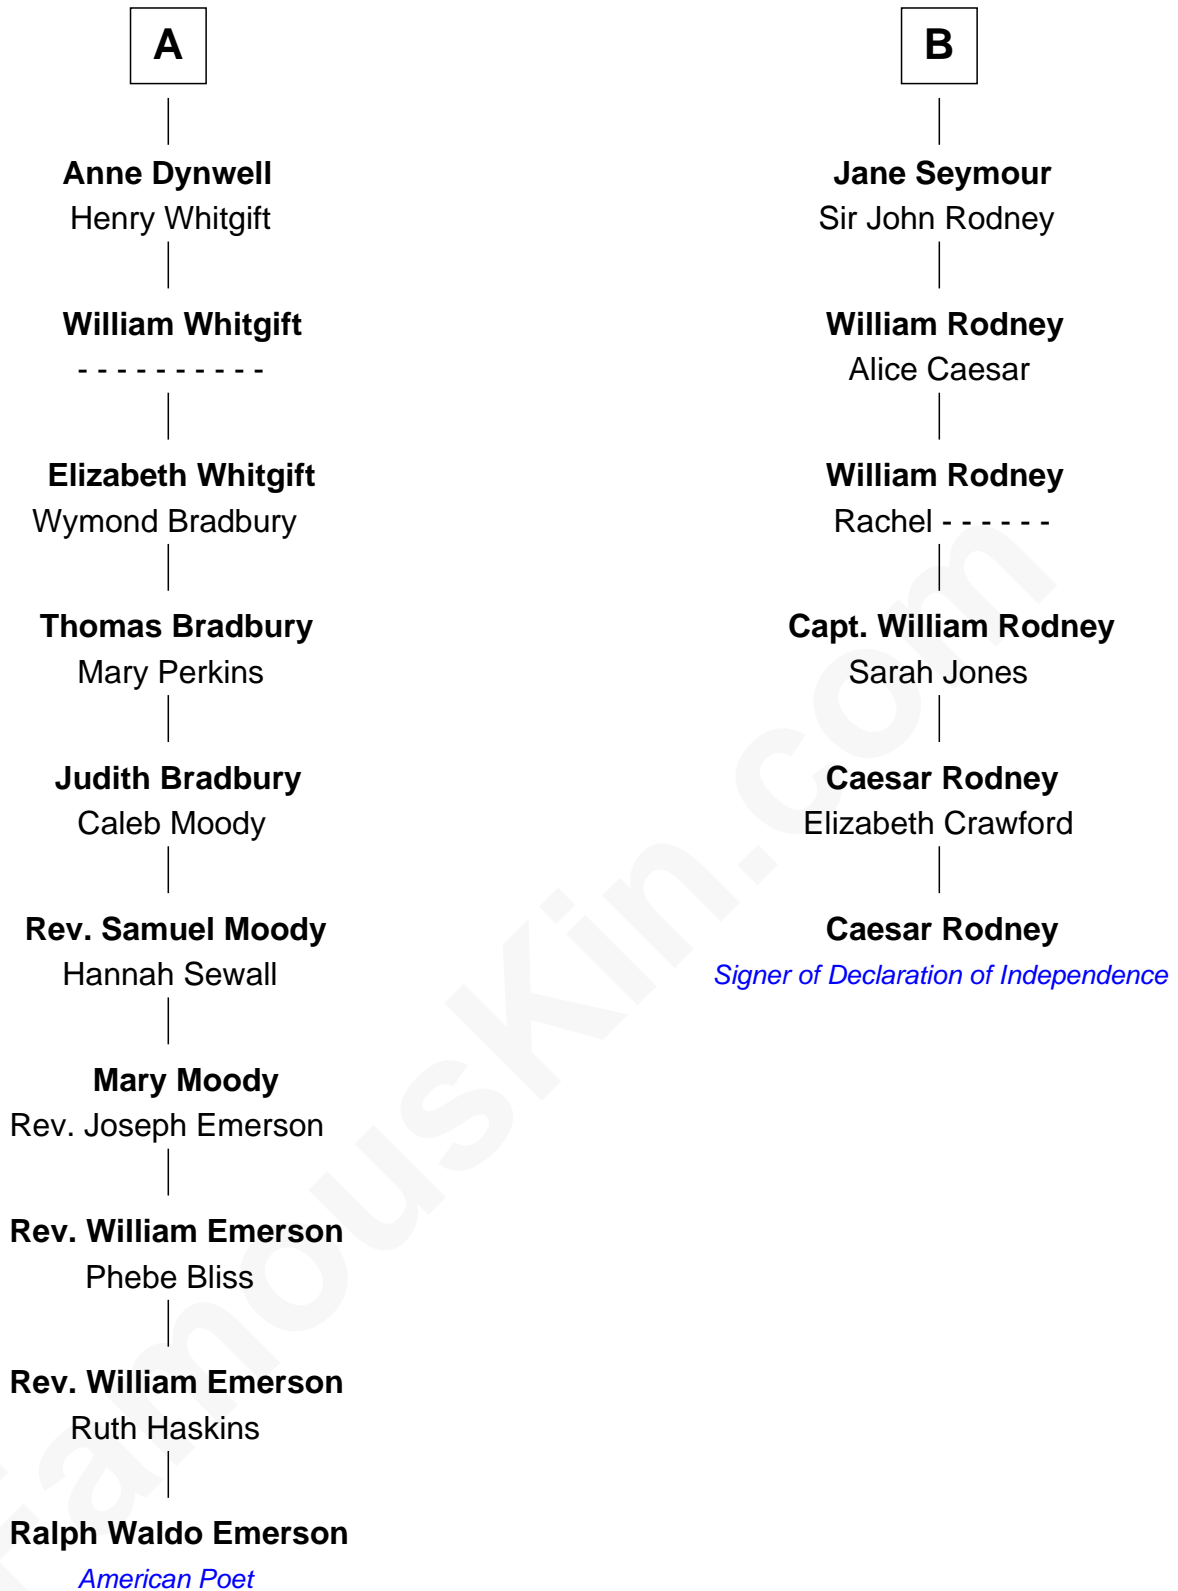 A
Anne Dynwell
Henry Whitgift
William Whitgift
- - - - - - - - - -
Elizabeth Whitgift
Wymond Bradbury
Thomas Bradbury
Mary Perkins
Judith Bradbury
Caleb Moody
Rev. Samuel Moody
Hannah Sewall
Mary Moody
Rev. Joseph Emerson
Rev. William Emerson
Phebe Bliss
Rev. William Emerson
Ruth Haskins
Ralph Waldo Emerson
American Poet
B
Jane Seymour
Sir John Rodney
William Rodney
Alice Caesar
William Rodney
Rachel - - - - - -
Capt. William Rodney
Sarah Jones
Caesar Rodney
Elizabeth Crawford
Caesar Rodney
Signer of Declaration of Independence
FamousKin.com